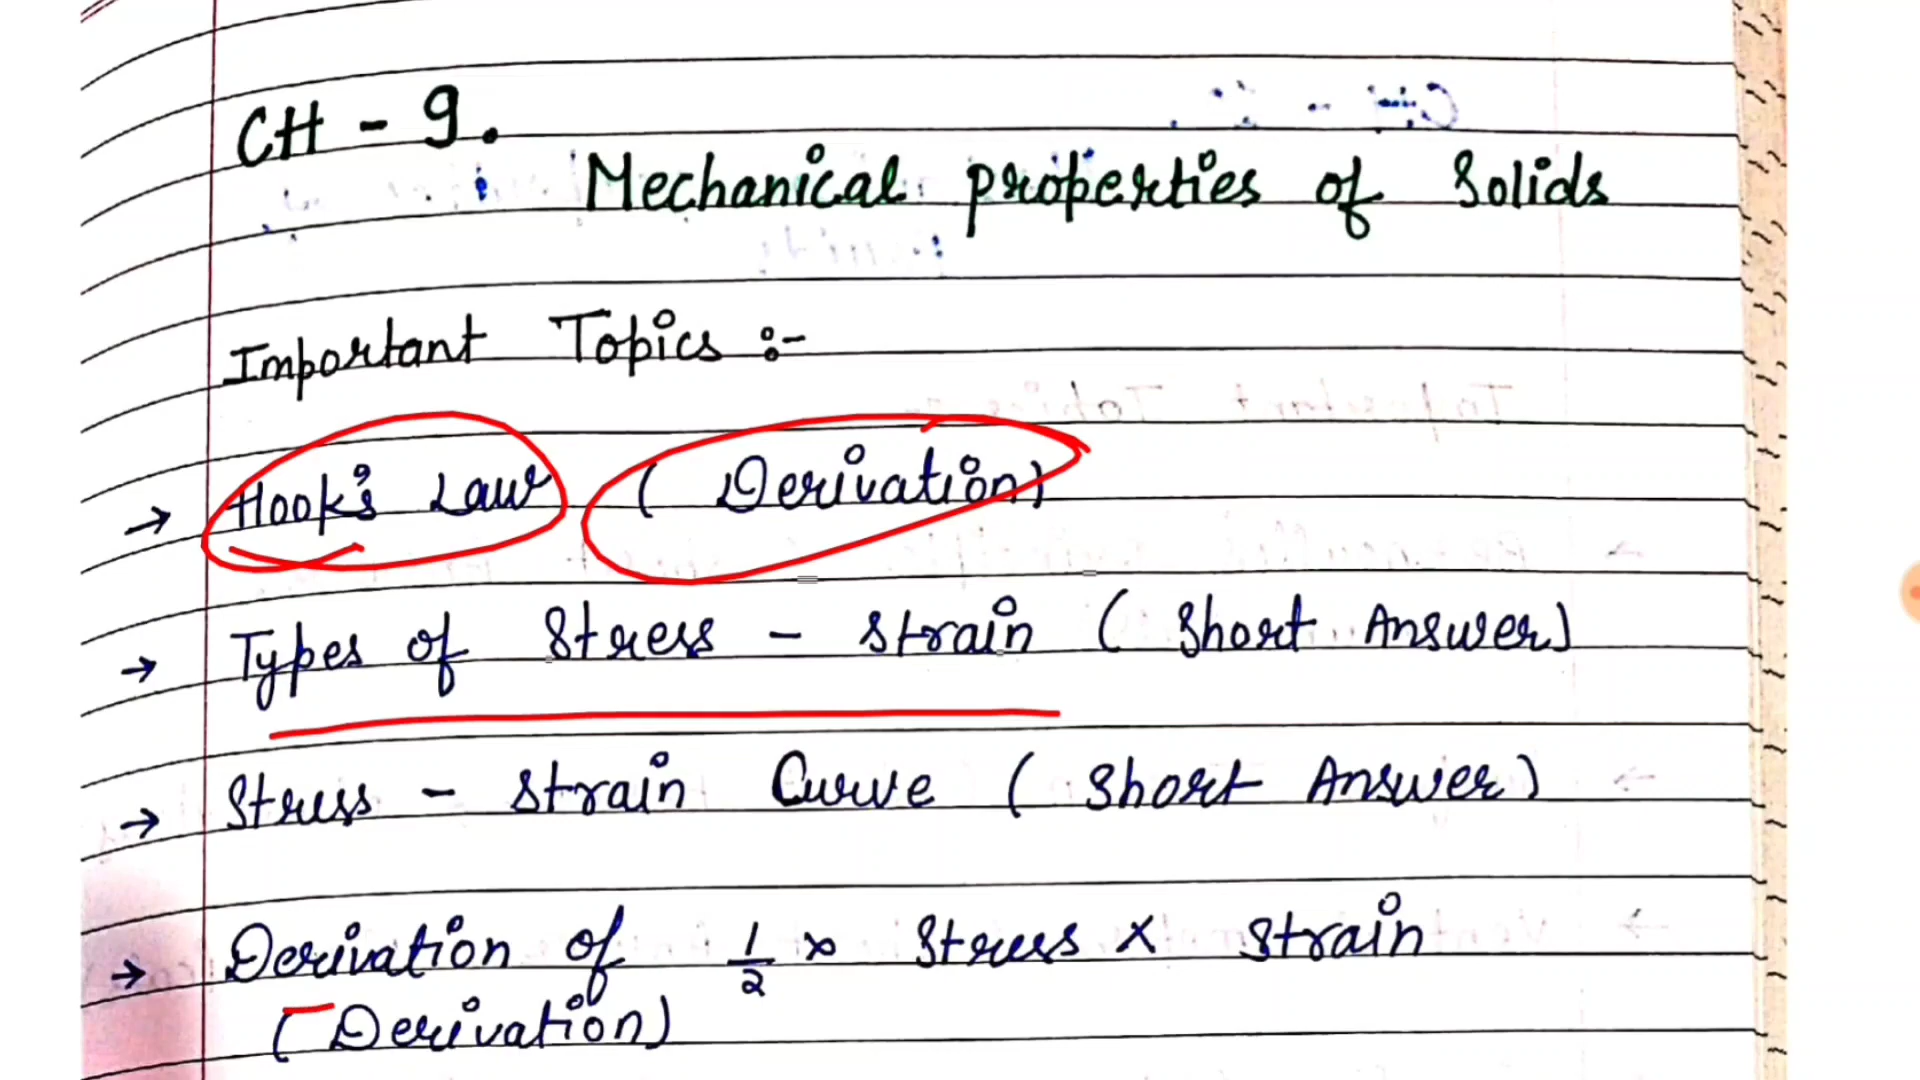 CH - 9.
Mechanical properties of Solids
Important Topics :-
→ Hook's Law ( Derivation)
→ Types of Stress - strain ( Short Answer)
→ Stress - strain Curve ( Short Answer)
→ Derivation of 1/2 × Stress × Strain
( Derivation)